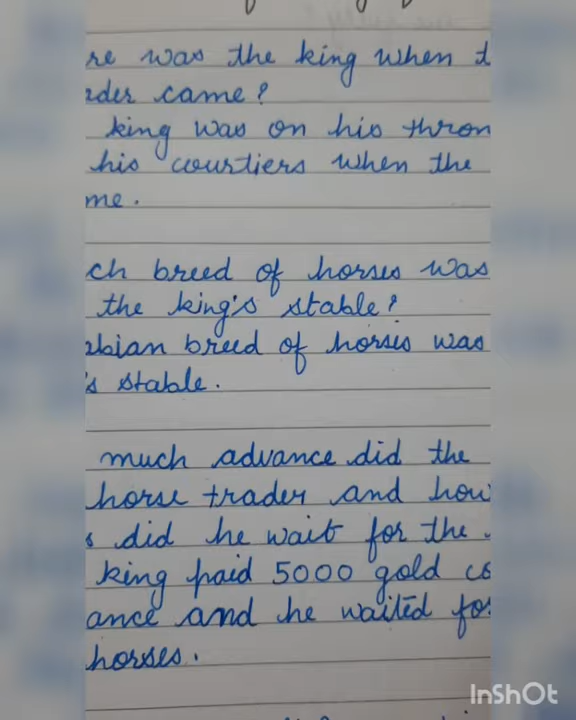 re was the king when t
rder came?
king was on his thron
his courtiers when the
me.
ch breed of horses was
the king's stable?
abian breed of horses was
's stable.
much advance did the
horse trader and how
s did he wait for the
king paid 5000 gold co
ance and he waited for
horses.
InShOt